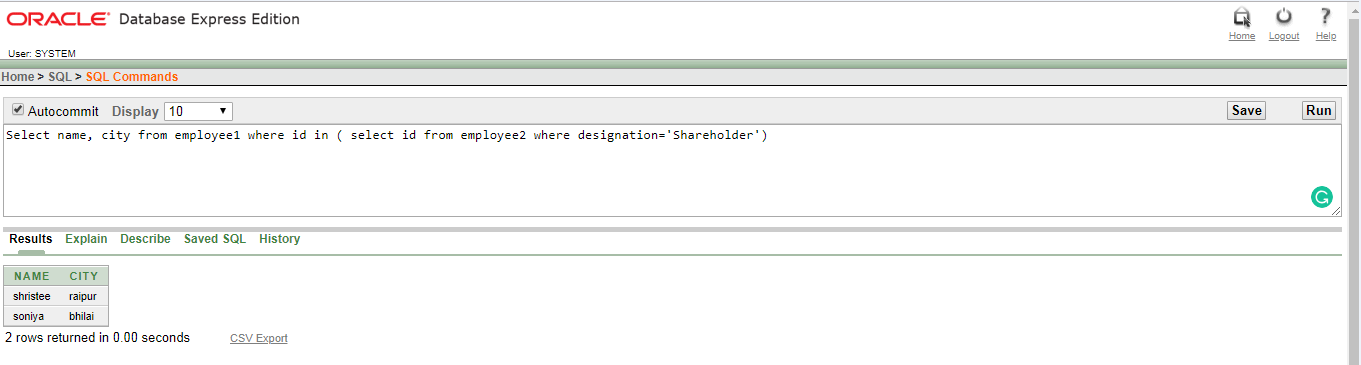 ORACLE® Database Express Edition
Home Logout Help
User: SYSTEM
Home > SQL > SQL Commands
Autocommit Display 10 Save Run
Select name, city from employee1 where id in ( select id from employee2 where designation='Shareholder')
Results Explain Describe Saved SQL History
NAME CITY
shristee raipur
soniya bhilai
2 rows returned in 0.00 seconds CSV Export